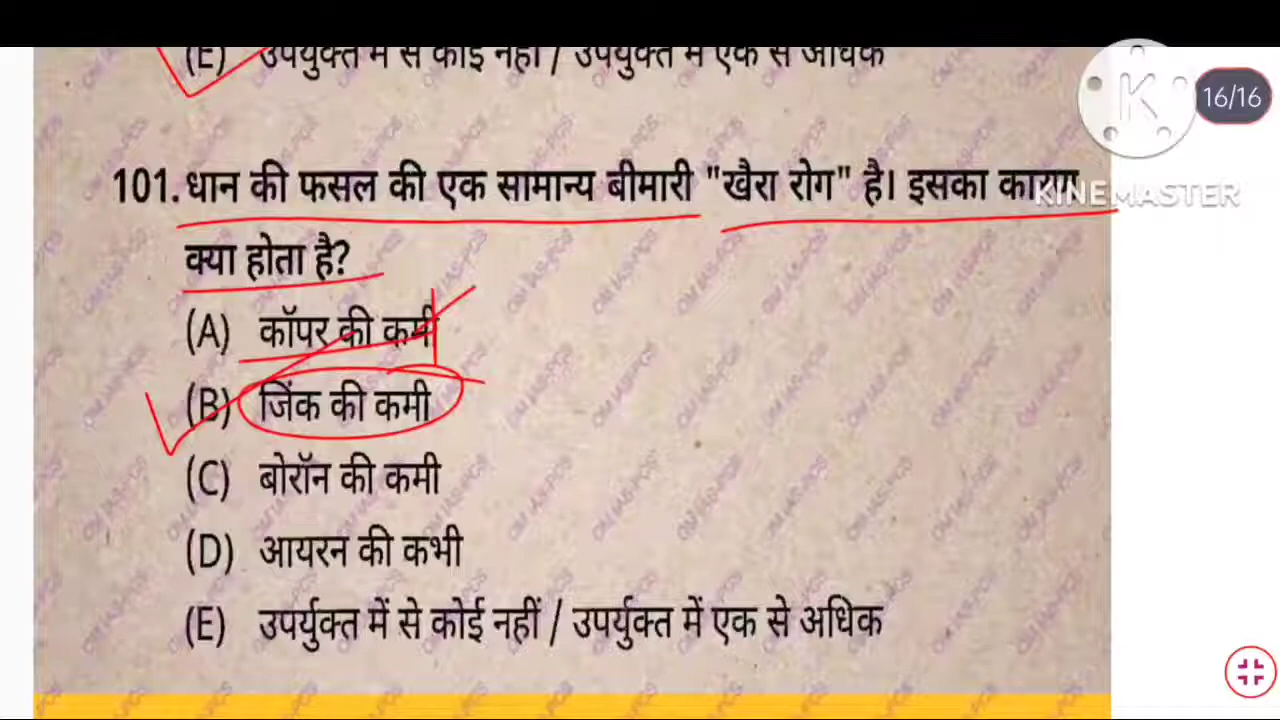 (E) उपर्युक्त में से कोई नहीं / उपर्युक्त में एक से अधिक
16/16
K
KINEMASTER
101. धान की फसल की एक सामान्य बीमारी "खैरा रोग" है। इसका कारण
क्या होता है?
(A) कॉपर की कमी
(B) जिंक की कमी
(C) बोरॉन की कमी
(D) आयरन की कभी
(E) उपर्युक्त में से कोई नहीं / उपर्युक्त में एक से अधिक